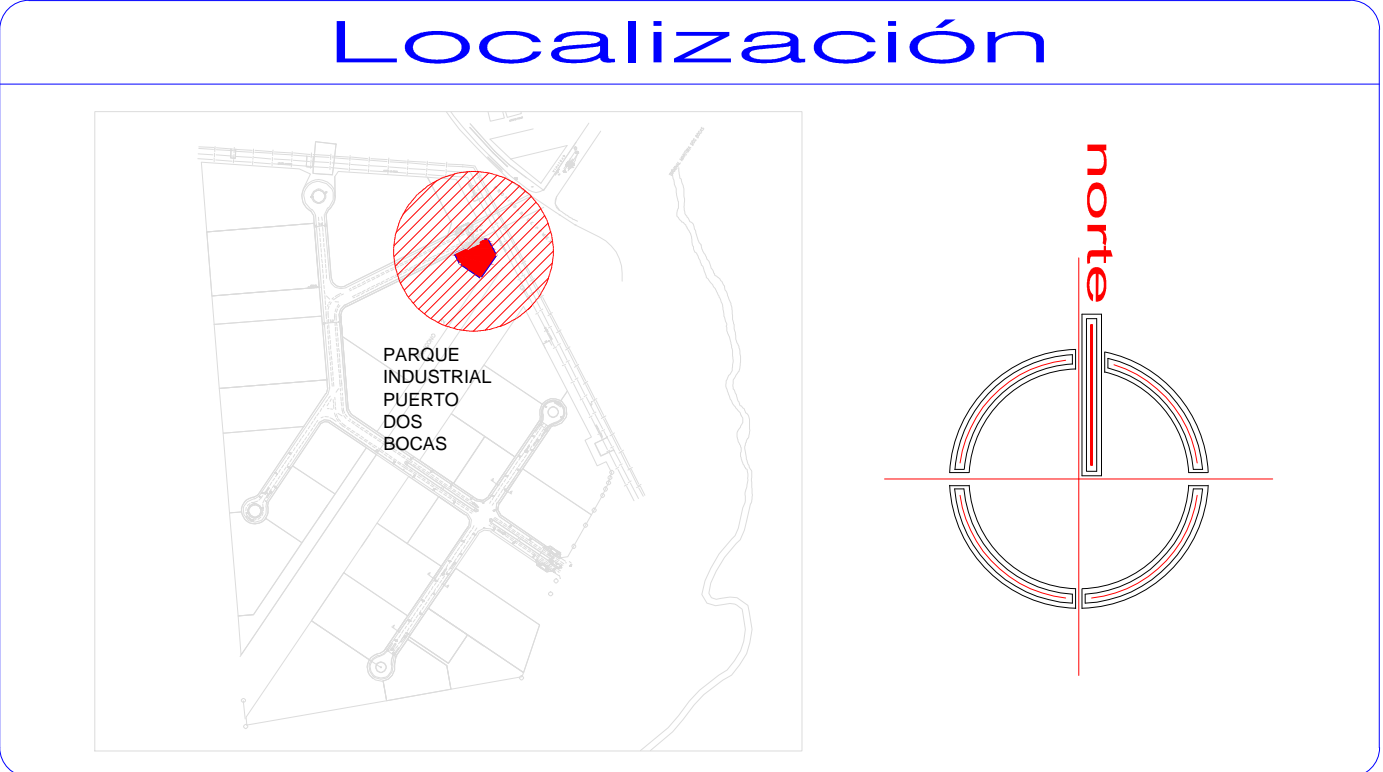 Localización
norte
PARQUE
INDUSTRIAL
PUERTO
DOS
BOCAS